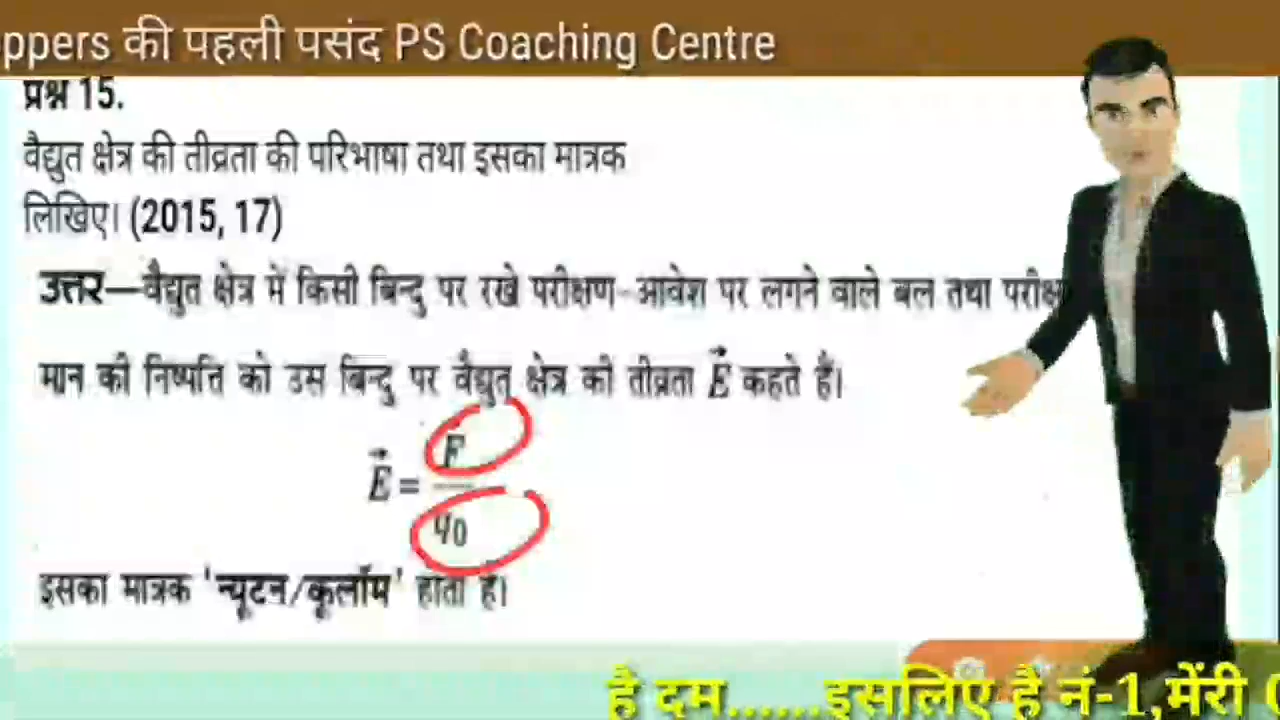 ppers की पहली पसंद PS Coaching Centre
प्रश्न 15.
वैद्युत क्षेत्र की तीव्रता की परिभाषा तथा इसका मात्रक
लिखिए। (2015, 17)
उत्तर—वैद्युत क्षेत्र में किसी बिन्दु पर रखे परीक्षण-आवेश पर लगने वाले बल तथा
मान की निष्पत्ति को उस बिन्दु पर वैद्युत् क्षेत्र की तीव्रता E⃗ कहते हैं।
E⃗ = F / q0
इसका मात्रक 'न्यूटन/कूलॉम' होता है।
है दम......इसलिए है नं-1,मेंरी